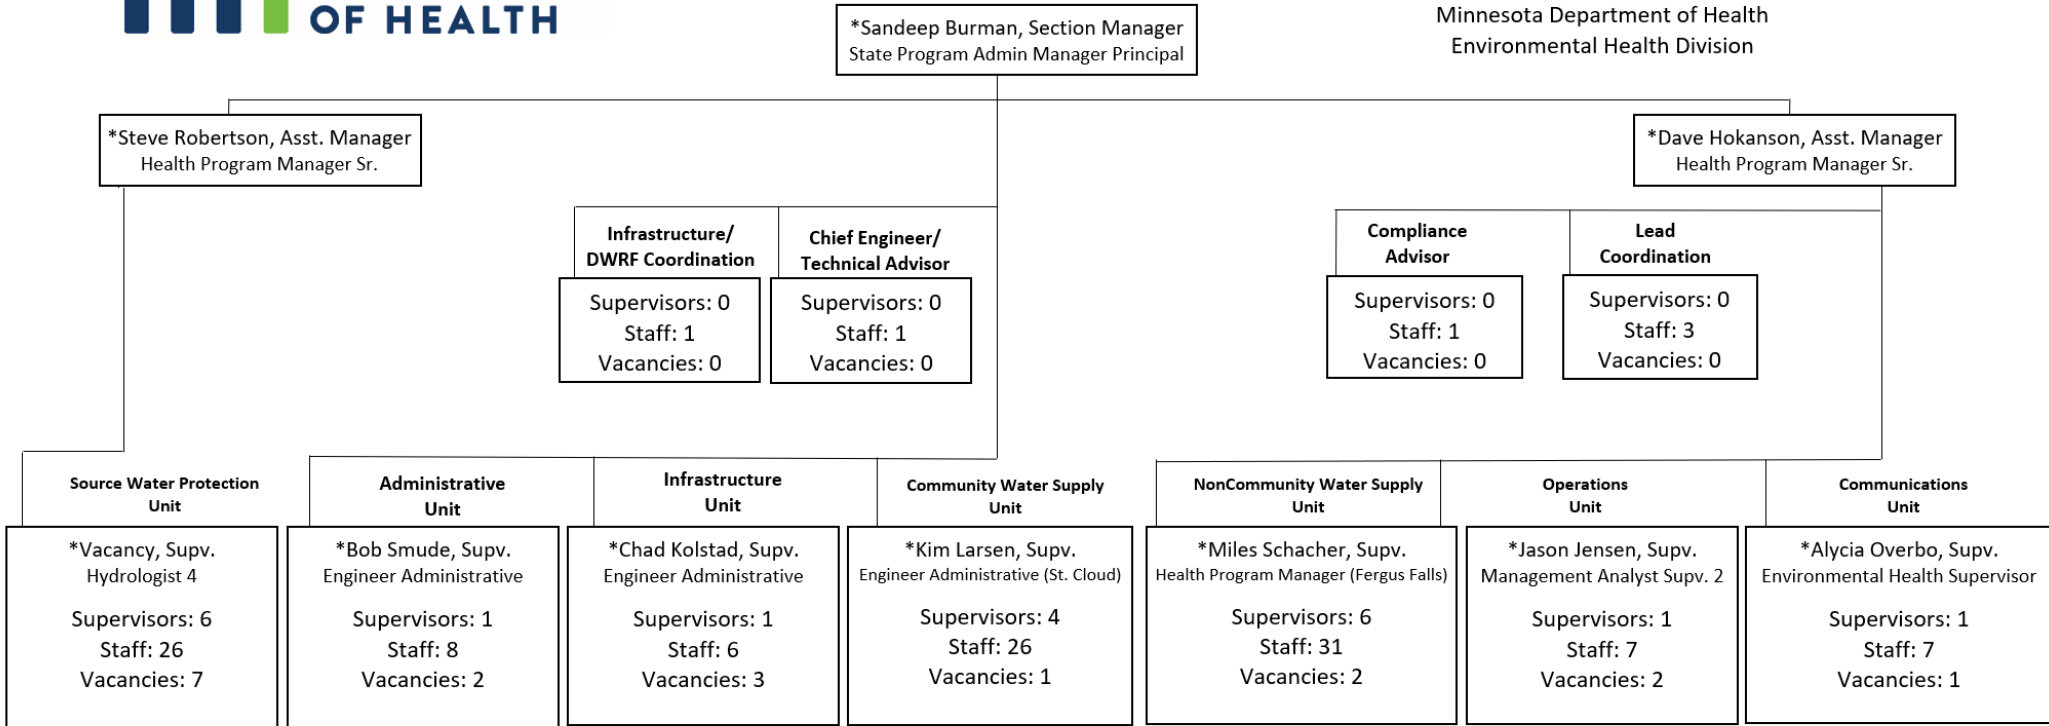 OF HEALTH
*Sandeep Burman, Section Manager
State Program Admin Manager Principal
Minnesota Department of Health
Environmental Health Division
*Steve Robertson, Asst. Manager
Health Program Manager Sr.
*Dave Hokanson, Asst. Manager
Health Program Manager Sr.
Infrastructure/
DWRF Coordination
Supervisors: 0
Staff: 1
Vacancies: 0
Chief Engineer/
Technical Advisor
Supervisors: 0
Staff: 1
Vacancies: 0
Compliance
Advisor
Supervisors: 0
Staff: 1
Vacancies: 0
Lead
Coordination
Supervisors: 0
Staff: 3
Vacancies: 0
Source Water Protection
Unit
*Vacancy, Supv.
Hydrologist 4
Supervisors: 6
Staff: 26
Vacancies: 7
Administrative
Unit
*Bob Smude, Supv.
Engineer Administrative
Supervisors: 1
Staff: 8
Vacancies: 2
Infrastructure
Unit
*Chad Kolstad, Supv.
Engineer Administrative
Supervisors: 1
Staff: 6
Vacancies: 3
Community Water Supply
Unit
*Kim Larsen, Supv.
Engineer Administrative (St. Cloud)
Supervisors: 4
Staff: 26
Vacancies: 1
NonCommunity Water Supply
Unit
*Miles Schacher, Supv.
Health Program Manager (Fergus Falls)
Supervisors: 6
Staff: 31
Vacancies: 2
Operations
Unit
*Jason Jensen, Supv.
Management Analyst Supv. 2
Supervisors: 1
Staff: 7
Vacancies: 2
Communications
Unit
*Alycia Overbo, Supv.
Environmental Health Supervisor
Supervisors: 1
Staff: 7
Vacancies: 1